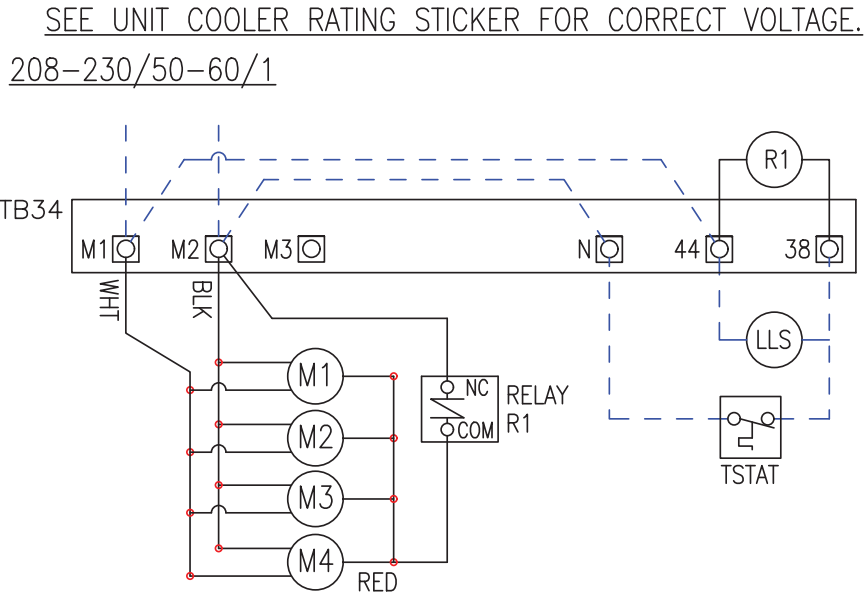 SEE UNIT COOLER RATING STICKER FOR CORRECT VOLTAGE.
208-230/50-60/1
R1
TB34
M1
M2
M3
N
44
38
WHT
BLK
LLS
M1
NC
RELAY
R1
COM
M2
TSTAT
M3
M4
RED